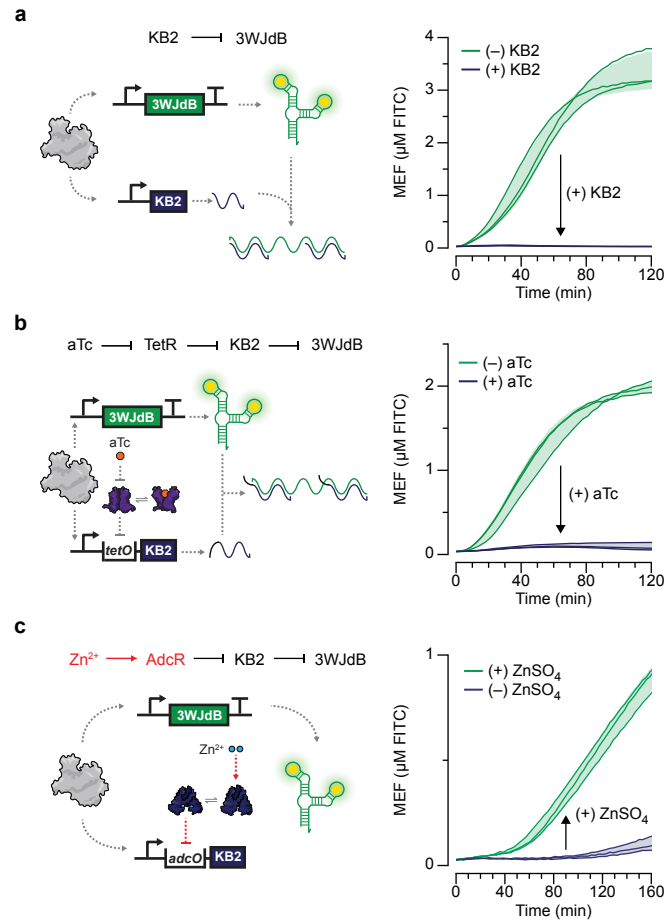 a
KB2 3WJdB
3WJdB
KB2
MEF (µM FITC)
4
3
2
1
0
(–) KB2
(+) KB2
(+) KB2
0 40 80 120
Time (min)
b
aTc TetR KB2 3WJdB
3WJdB
aTc
tetO KB2
MEF (µM FITC)
2
1
0
(–) aTc
(+) aTc
(+) aTc
0 40 80 120
Time (min)
c
Zn²⁺ AdcR KB2 3WJdB
3WJdB
Zn²⁺
adcO KB2
MEF (µM FITC)
1
0
(+) ZnSO₄
(–) ZnSO₄
(+) ZnSO₄
0 40 80 120 160
Time (min)